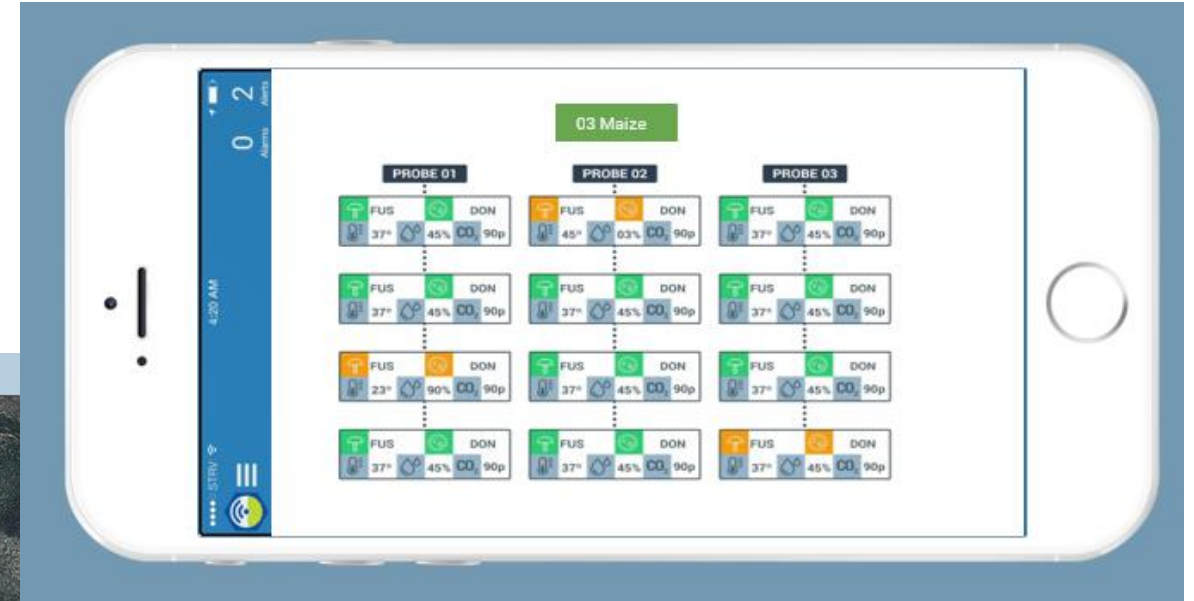 •••• STRV 4:20 AM
0 Alarms 2 Alerts
03 Maize
PROBE 01 PROBE 02 PROBE 03
FUS DON FUS DON FUS DON
37° 45% CO₂ 90p 45° 03% CO₂ 90p 37° 45% CO₂ 90p
FUS DON FUS DON FUS DON
37° 45% CO₂ 90p 37° 45% CO₂ 90p 37° 45% CO₂ 90p
FUS DON FUS DON FUS DON
23° 90% CO₂ 90p 37° 45% CO₂ 90p 37° 45% CO₂ 90p
FUS DON FUS DON FUS DON
37° 45% CO₂ 90p 37° 45% CO₂ 90p 37° 45% CO₂ 90p